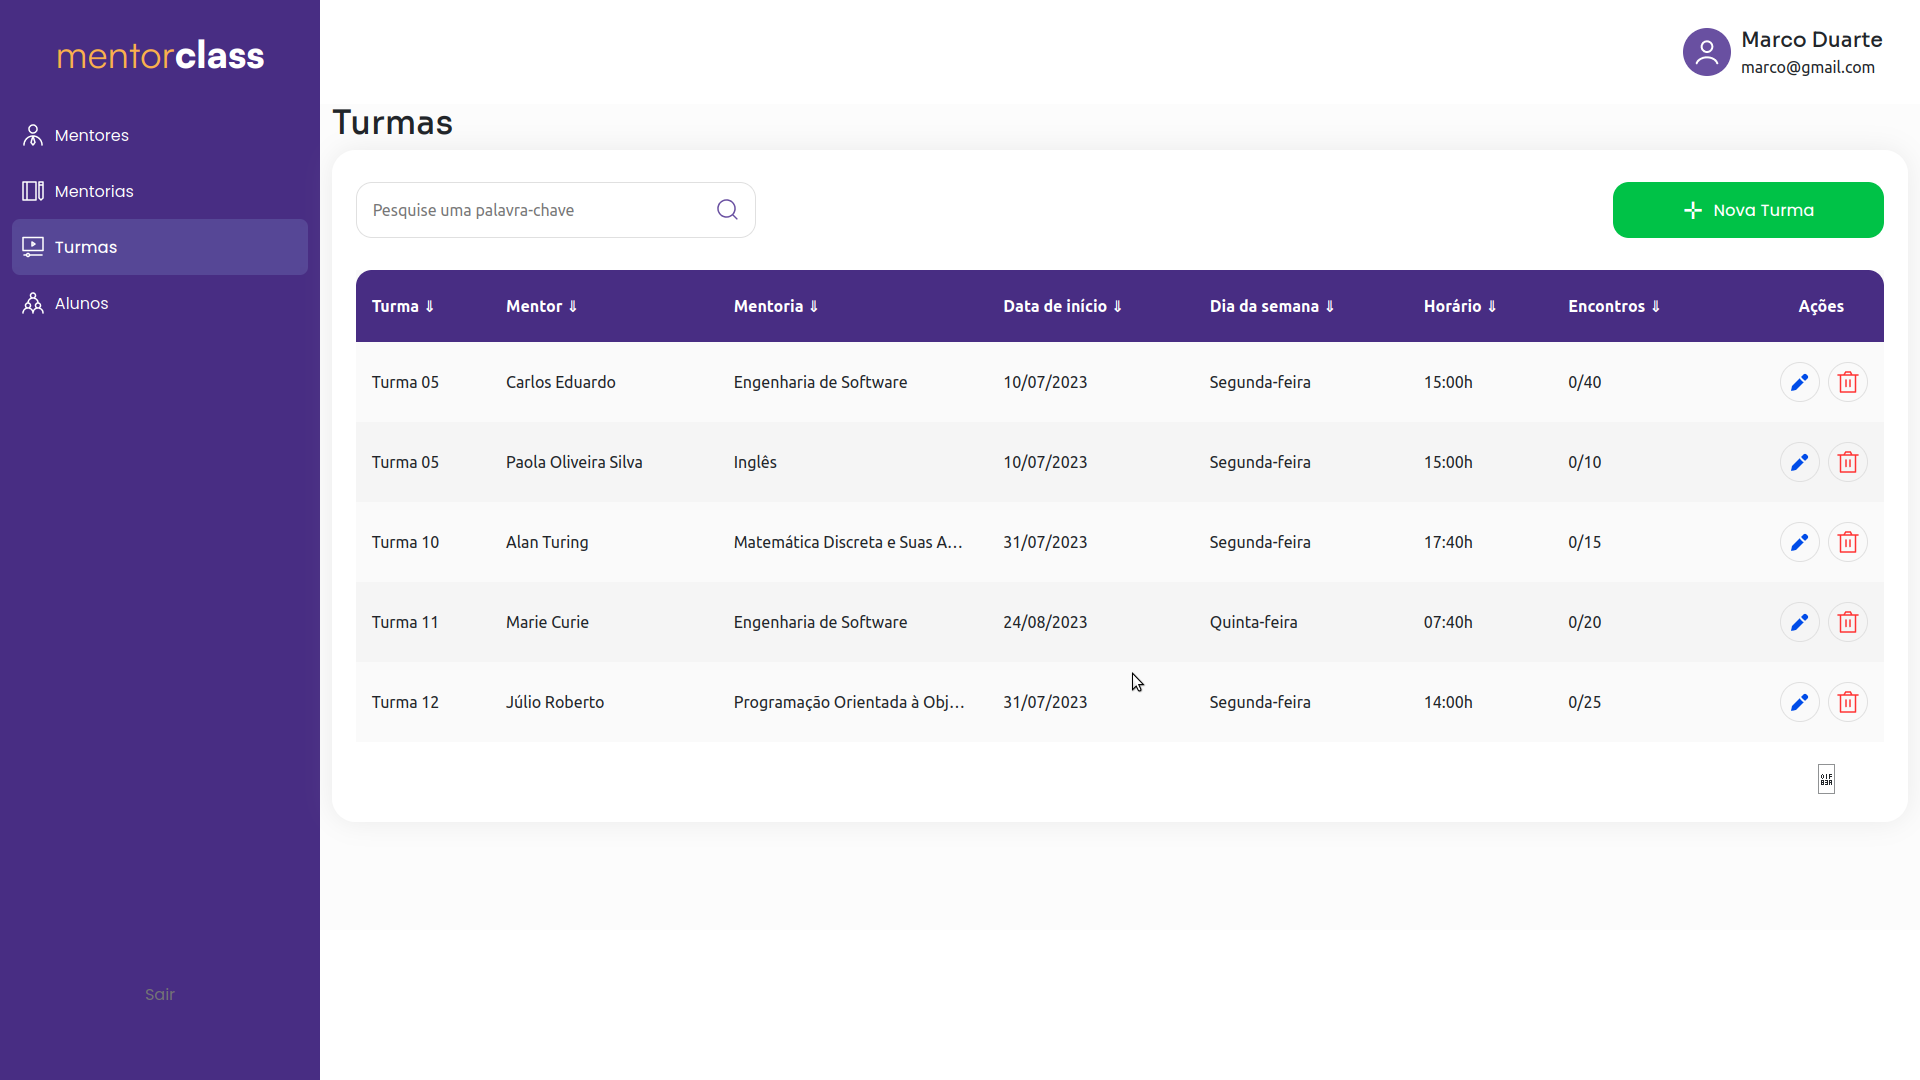 mentorclass
Marco Duarte
marco@gmail.com
Mentores
Mentorias
Turmas
Alunos
Sair
Turmas
Pesquise uma palavra-chave
Nova Turma
Turma ⇓ Mentor ⇓ Mentoria ⇓ Data de início ⇓ Dia da semana ⇓ Horário ⇓ Encontros ⇓ Ações
Turma 05 Carlos Eduardo Engenharia de Software 10/07/2023 Segunda-feira 15:00h 0/40
Turma 05 Paola Oliveira Silva Inglês 10/07/2023 Segunda-feira 15:00h 0/10
Turma 10 Alan Turing Matemática Discreta e Suas A... 31/07/2023 Segunda-feira 17:40h 0/15
Turma 11 Marie Curie Engenharia de Software 24/08/2023 Quinta-feira 07:40h 0/20
Turma 12 Júlio Roberto Programação Orientada à Obj... 31/07/2023 Segunda-feira 14:00h 0/25